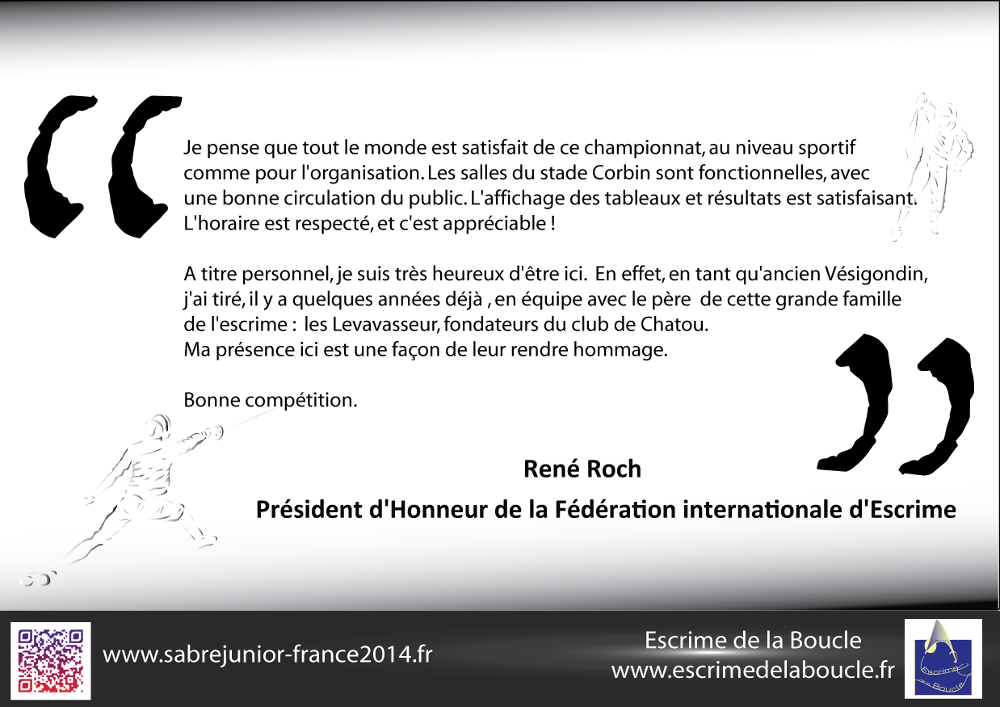 Je pense que tout le monde est satisfait de ce championnat, au niveau sportif
comme pour l'organisation. Les salles du stade Corbin sont fonctionnelles, avec
une bonne circulation du public. L'affichage des tableaux et résultats est satisfaisant.
L'horaire est respecté, et c'est appréciable !
A titre personnel, je suis très heureux d'être ici. En effet, en tant qu'ancien Vésigondin,
j'ai tiré, il y a quelques années déjà , en équipe avec le père de cette grande famille
de l'escrime : les Levavasseur, fondateurs du club de Chatou.
Ma présence ici est une façon de leur rendre hommage.
Bonne compétition.
René Roch
Président d'Honneur de la Fédération internationale d'Escrime
www.sabrejunior-france2014.fr
Escrime de la Boucle
www.escrimedelaboucle.fr
Escrime
de la Boucle